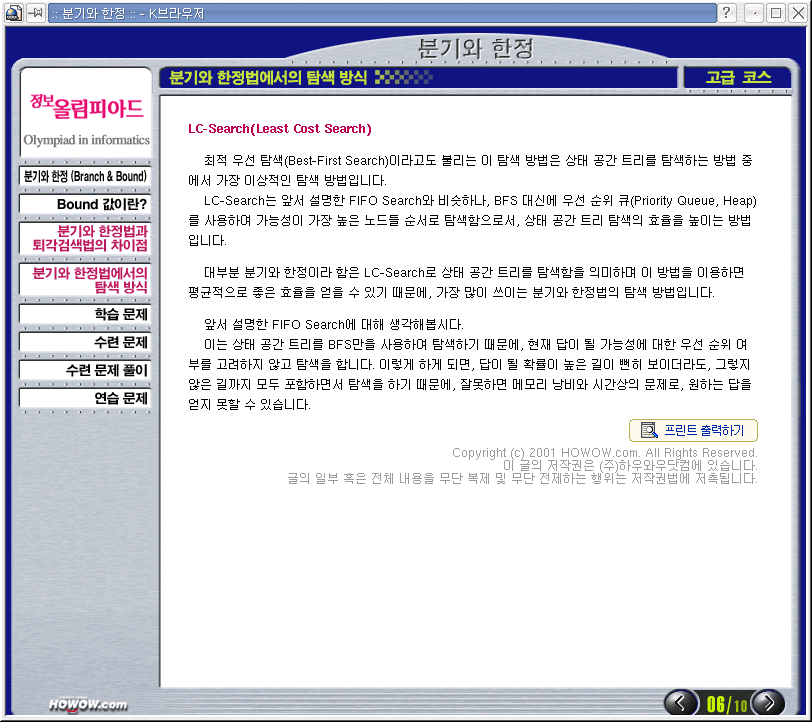 :: 분기와 한정 :: - K브라우저
분기와 한정
분기와 한정법에서의 탐색 방식
고급 코스
정보올림피아드
Olympiad in informatics
분기와 한정 (Branch & Bound)
Bound 값이란?
분기와 한정법과
퇴각검색법의 차이점
분기와 한정법에서의
탐색 방식
학습 문제
수련 문제
수련 문제 풀이
연습 문제
LC-Search(Least Cost Search)
최적 우선 탐색(Best-First Search)이라고도 불리는 이 탐색 방법은 상태 공간 트리를 탐색하는 방법 중
에서 가장 이상적인 탐색 방법입니다.
LC-Search는 앞서 설명한 FIFO Search와 비슷하나, BFS 대신에 우선 순위 큐(Priority Queue, Heap)
를 사용하여 가능성이 가장 높은 노드들 순서로 탐색함으로서, 상태 공간 트리 탐색의 효율을 높이는 방법
입니다.
대부분 분기와 한정이라 함은 LC-Search로 상태 공간 트리를 탐색함을 의미하며 이 방법을 이용하면
평균적으로 좋은 효율을 얻을 수 있기 때문에, 가장 많이 쓰이는 분기와 한정법의 탐색 방법입니다.
앞서 설명한 FIFO Search에 대해 생각해봅시다.
이는 상태 공간 트리를 BFS만을 사용하여 탐색하기 때문에, 현재 답이 될 가능성에 대한 우선 순위 여
부를 고려하지 않고 탐색을 합니다. 이렇게 하게 되면, 답이 될 확률이 높은 길이 뻔히 보이더라도, 그렇지
않은 길까지 모두 포함하면서 탐색을 하기 때문에, 잘못하면 메모리 낭비와 시간상의 문제로, 원하는 답을
얻지 못할 수 있습니다.
프린트 출력하기
Copyright (c) 2001 HOWOW.com. All Rights Reserved.
이 글의 저작권은 (주)하우와우닷컴에 있습니다.
글의 일부 혹은 전체 내용을 무단 복제 및 무단 전제하는 행위는 저작권법에 저촉됩니다.
HOWOW.com
06/10